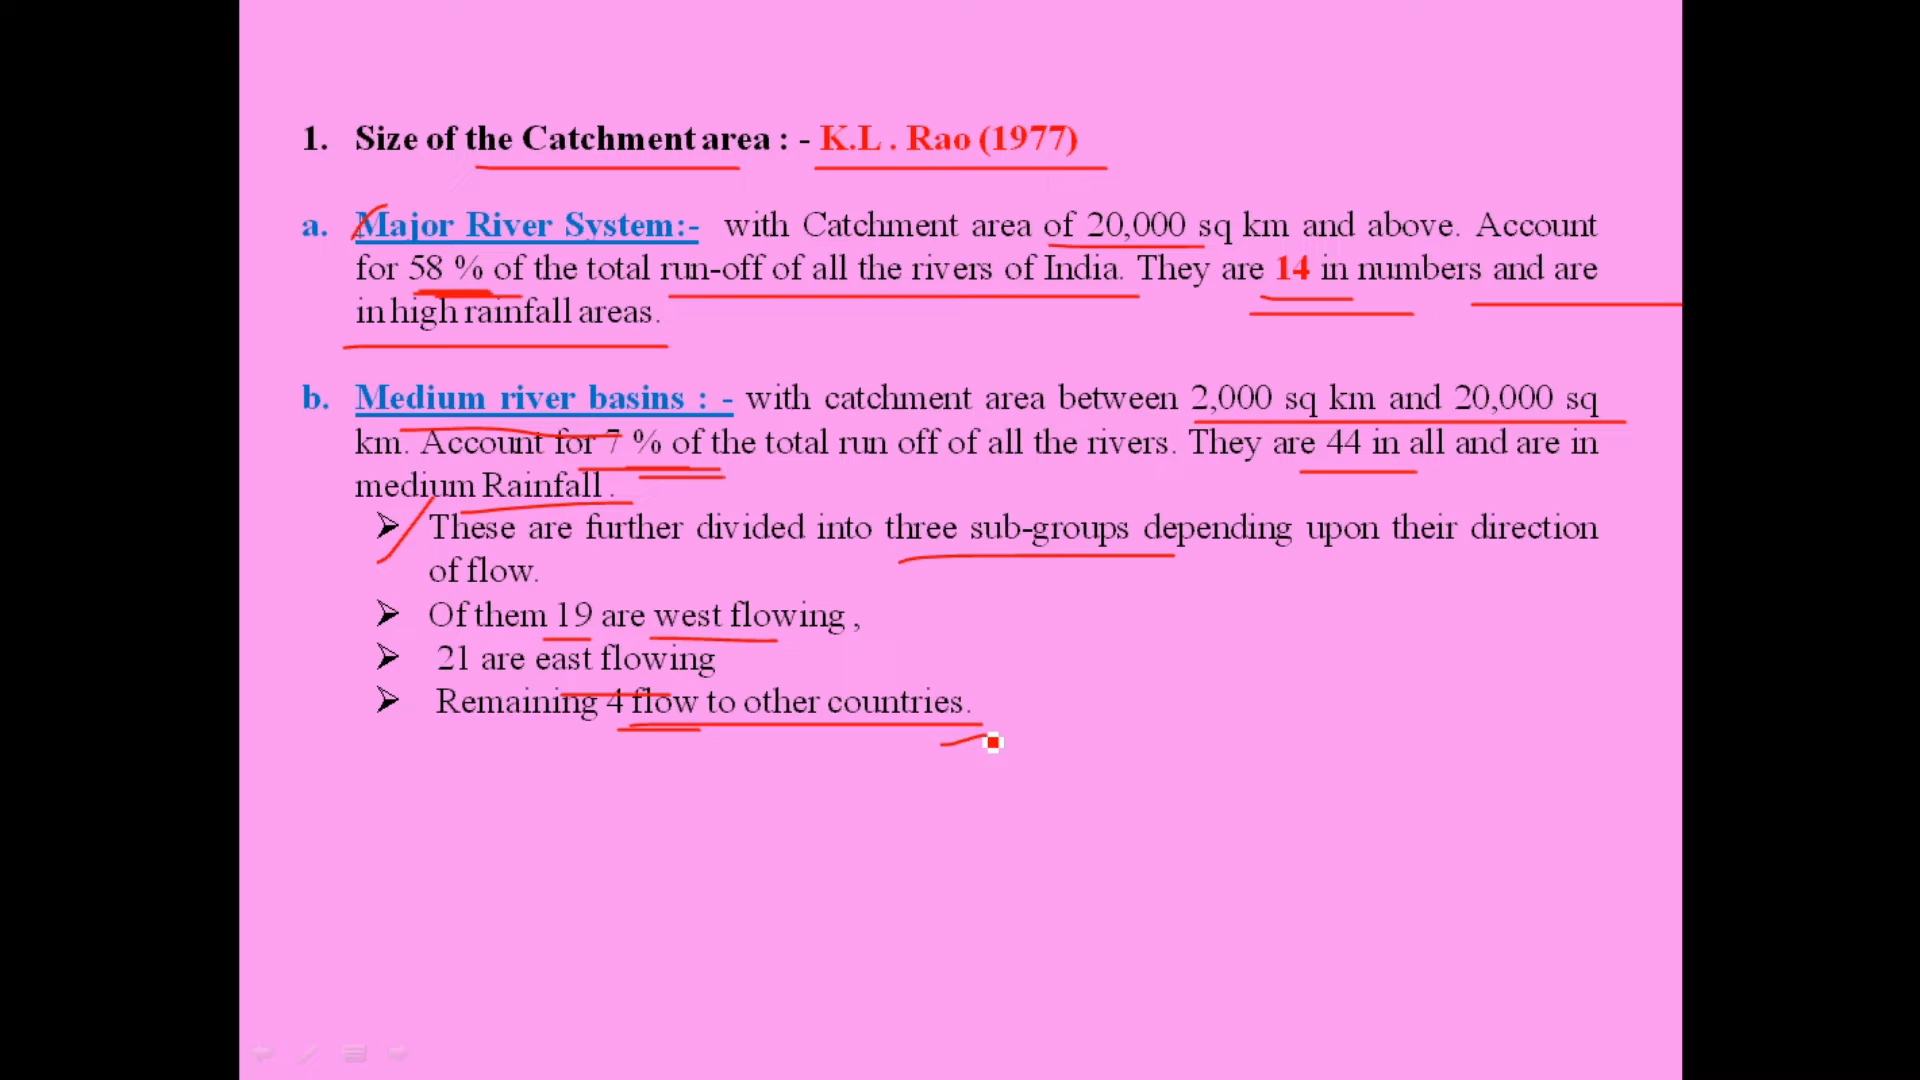 1. Size of the Catchment area : - K.L . Rao (1977)
a. Major River System:- with Catchment area of 20,000 sq km and above. Account
for 58 % of the total run-off of all the rivers of India. They are 14 in numbers and are
in high rainfall areas.
b. Medium river basins : - with catchment area between 2,000 sq km and 20,000 sq
km. Account for 7 % of the total run off of all the rivers. They are 44 in all and are in
medium Rainfall .
➢ These are further divided into three sub-groups depending upon their direction
of flow.
➢ Of them 19 are west flowing ,
➢ 21 are east flowing
➢ Remaining 4 flow to other countries.